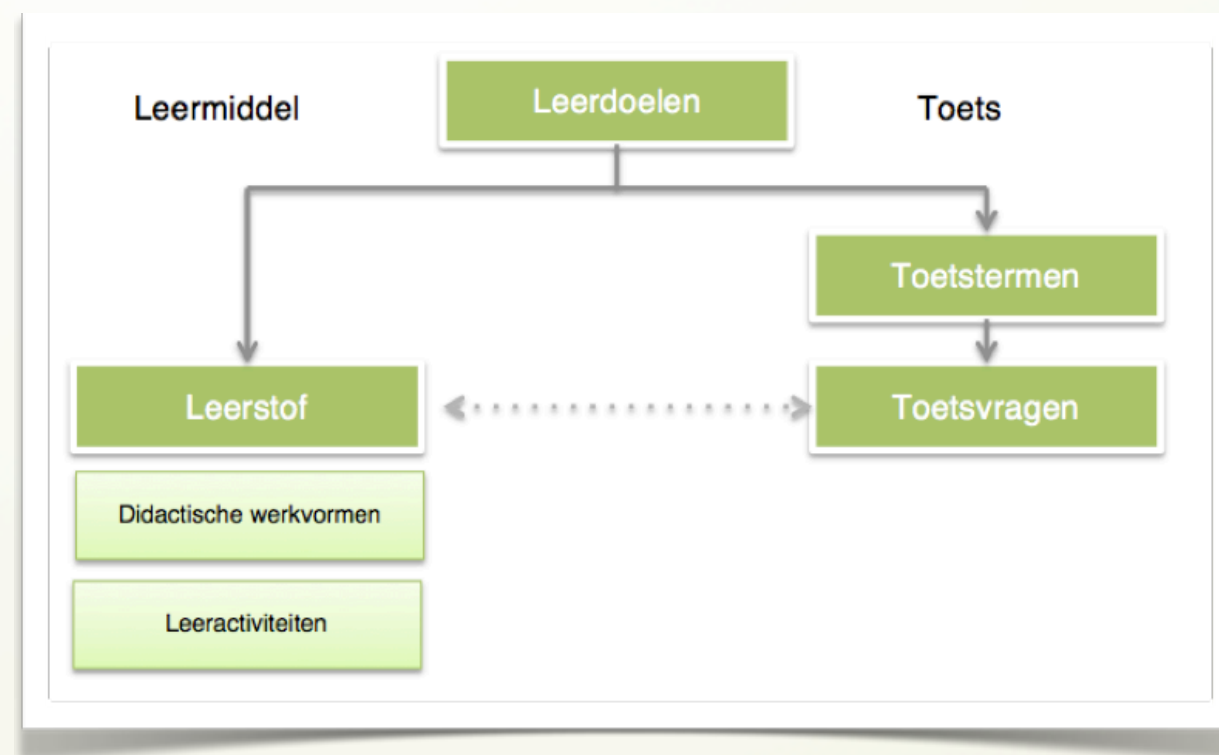 Leermiddel
Leerdoelen
Toets
Toetstermen
Leerstof
Toetsvragen
Didactische werkvormen
Leeractiviteiten